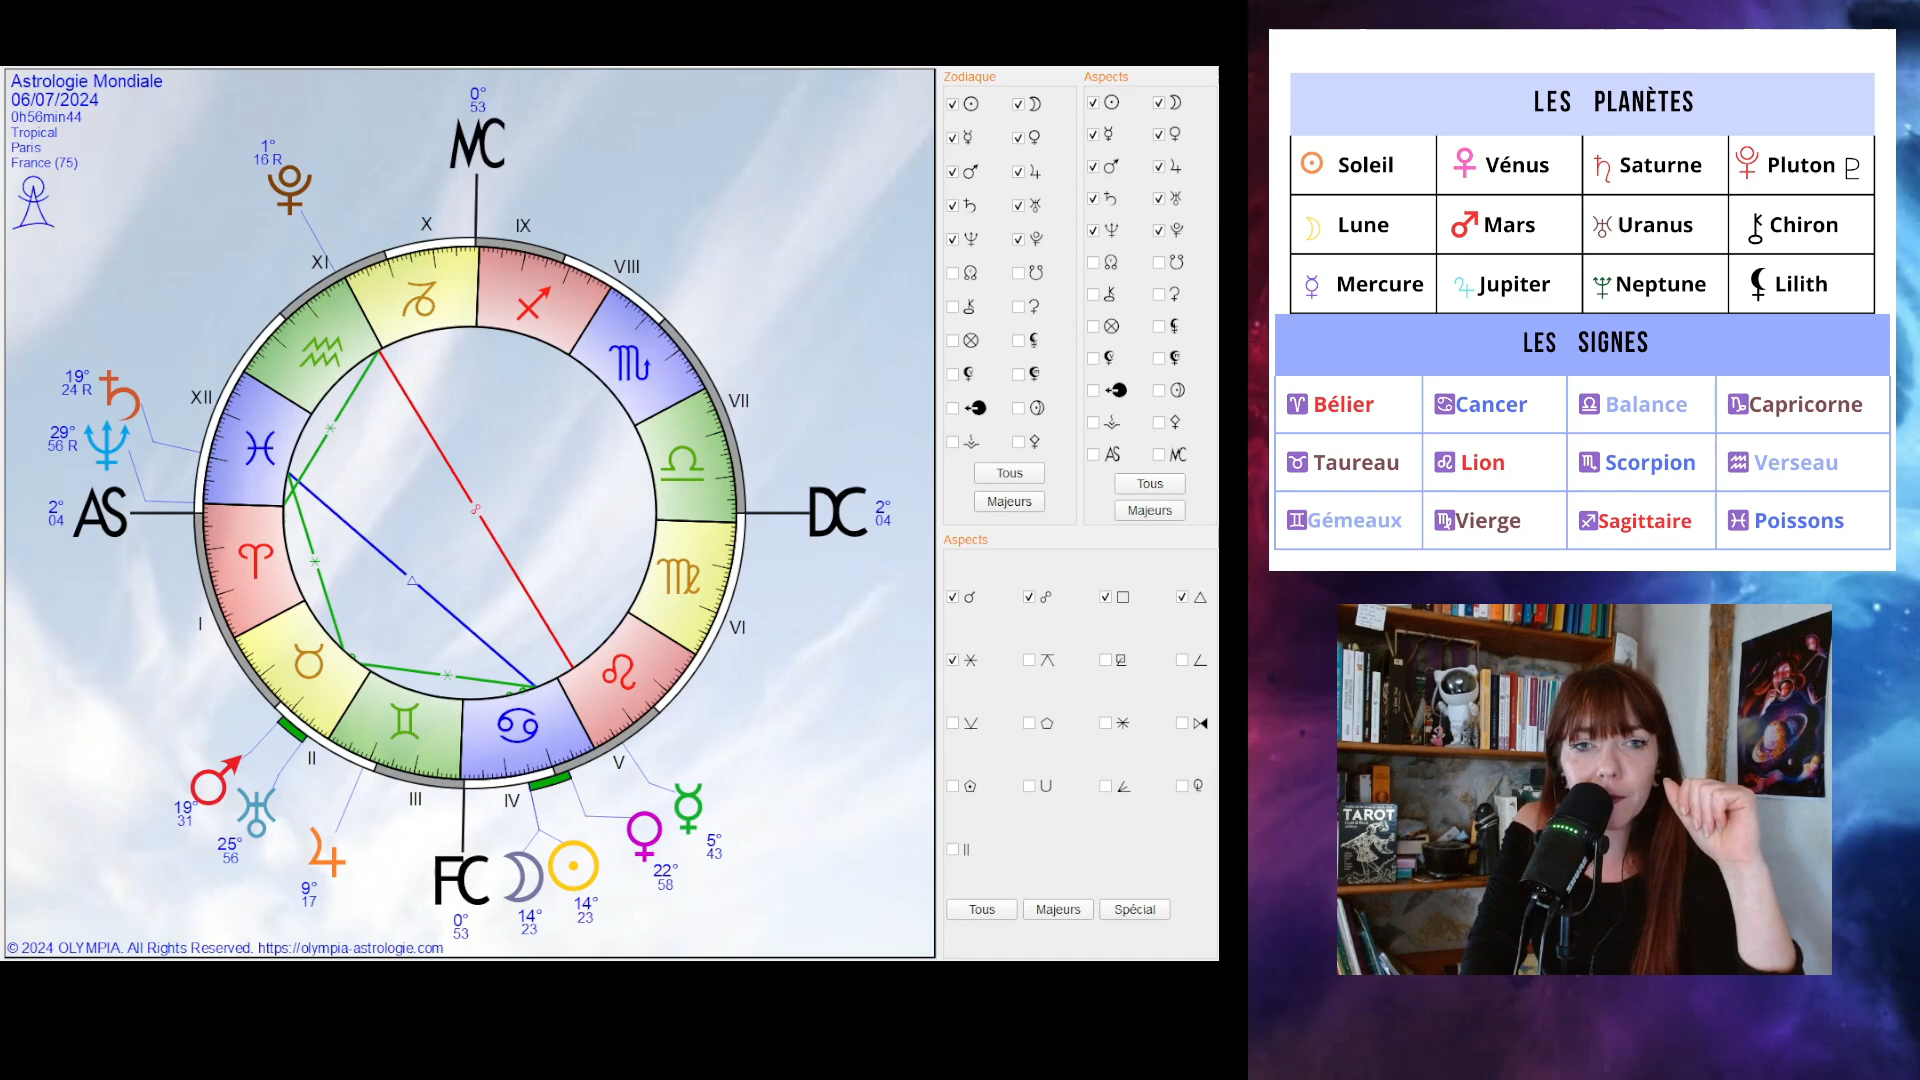 Astrologie Mondiale
06/07/2024
0h56min44
Tropical
Paris
France (75)
0°
53
MC
1°
16 R
X
IX
XI
VIII
XII
VII
19°
24 R
29°
56 R
2°
04
AS
DC
2°
04
I
VI
II
V
III
IV
19°
31
25°
56
9°
17
FC
0°
53
14°
23
14°
23
22°
58
5°
43
© 2024 OLYMPIA. All Rights Reserved. https://olympia-astrologie.com
Zodiaque
Tous
Majeurs
Aspects
AS
MC
Tous
Majeurs
Aspects
Tous
Majeurs
Spécial
LES PLANÈTES
Soleil
Vénus
Saturne
Pluton
Lune
Mars
Uranus
Chiron
Mercure
Jupiter
Neptune
Lilith
LES SIGNES
Bélier
Cancer
Balance
Capricorne
Taureau
Lion
Scorpion
Verseau
Gémeaux
Vierge
Sagittaire
Poissons
TAROT